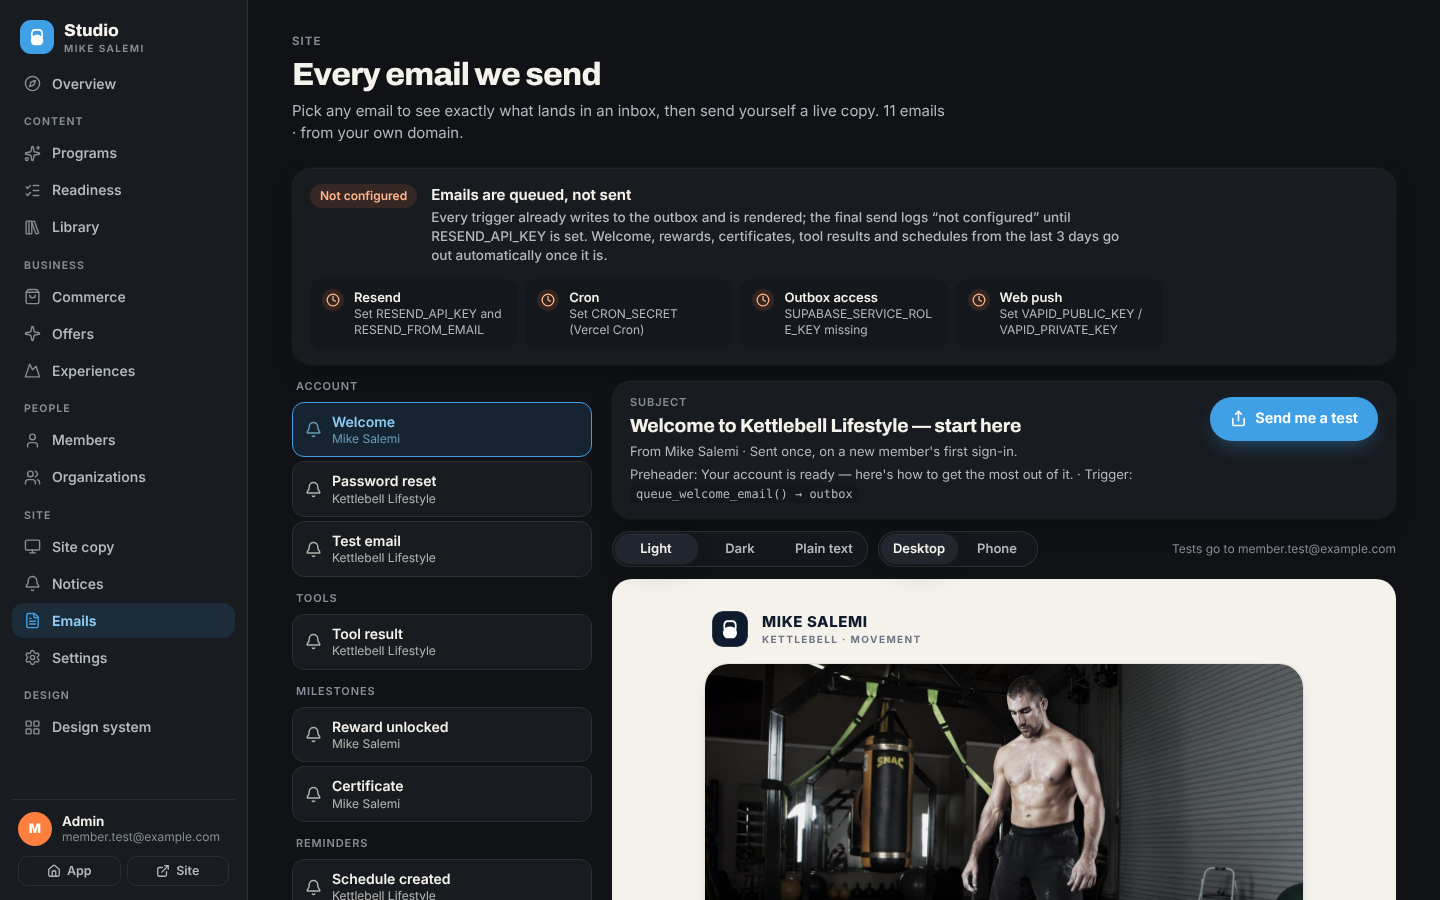 Studio
MIKE SALEMI
Overview
CONTENT
Programs
Readiness
Library
BUSINESS
Commerce
Offers
Experiences
PEOPLE
Members
Organizations
SITE
Site copy
Notices
Emails
Settings
DESIGN
Design system
M
Admin
member.test@example.com
App
Site
SITE
Every email we send
Pick any email to see exactly what lands in an inbox, then send yourself a live copy. 11 emails
· from your own domain.
Not configured
Emails are queued, not sent
Every trigger already writes to the outbox and is rendered; the final send logs “not configured” until
RESEND_API_KEY is set. Welcome, rewards, certificates, tool results and schedules from the last 3 days go
out automatically once it is.
Resend
Set RESEND_API_KEY and
RESEND_FROM_EMAIL
Cron
Set CRON_SECRET
(Vercel Cron)
Outbox access
SUPABASE_SERVICE_ROL
E_KEY missing
Web push
Set VAPID_PUBLIC_KEY /
VAPID_PRIVATE_KEY
ACCOUNT
Welcome
Mike Salemi
Password reset
Kettlebell Lifestyle
Test email
Kettlebell Lifestyle
TOOLS
Tool result
Kettlebell Lifestyle
MILESTONES
Reward unlocked
Mike Salemi
Certificate
Mike Salemi
REMINDERS
Schedule created
Kettlebell Lifestyle
SUBJECT
Welcome to Kettlebell Lifestyle — start here
From Mike Salemi · Sent once, on a new member's first sign-in.
Preheader: Your account is ready — here's how to get the most out of it. · Trigger:
queue_welcome_email() → outbox
Send me a test
Light
Dark
Plain text
Desktop
Phone
Tests go to member.test@example.com
MIKE SALEMI
KETTLEBELL · MOVEMENT
SNAC